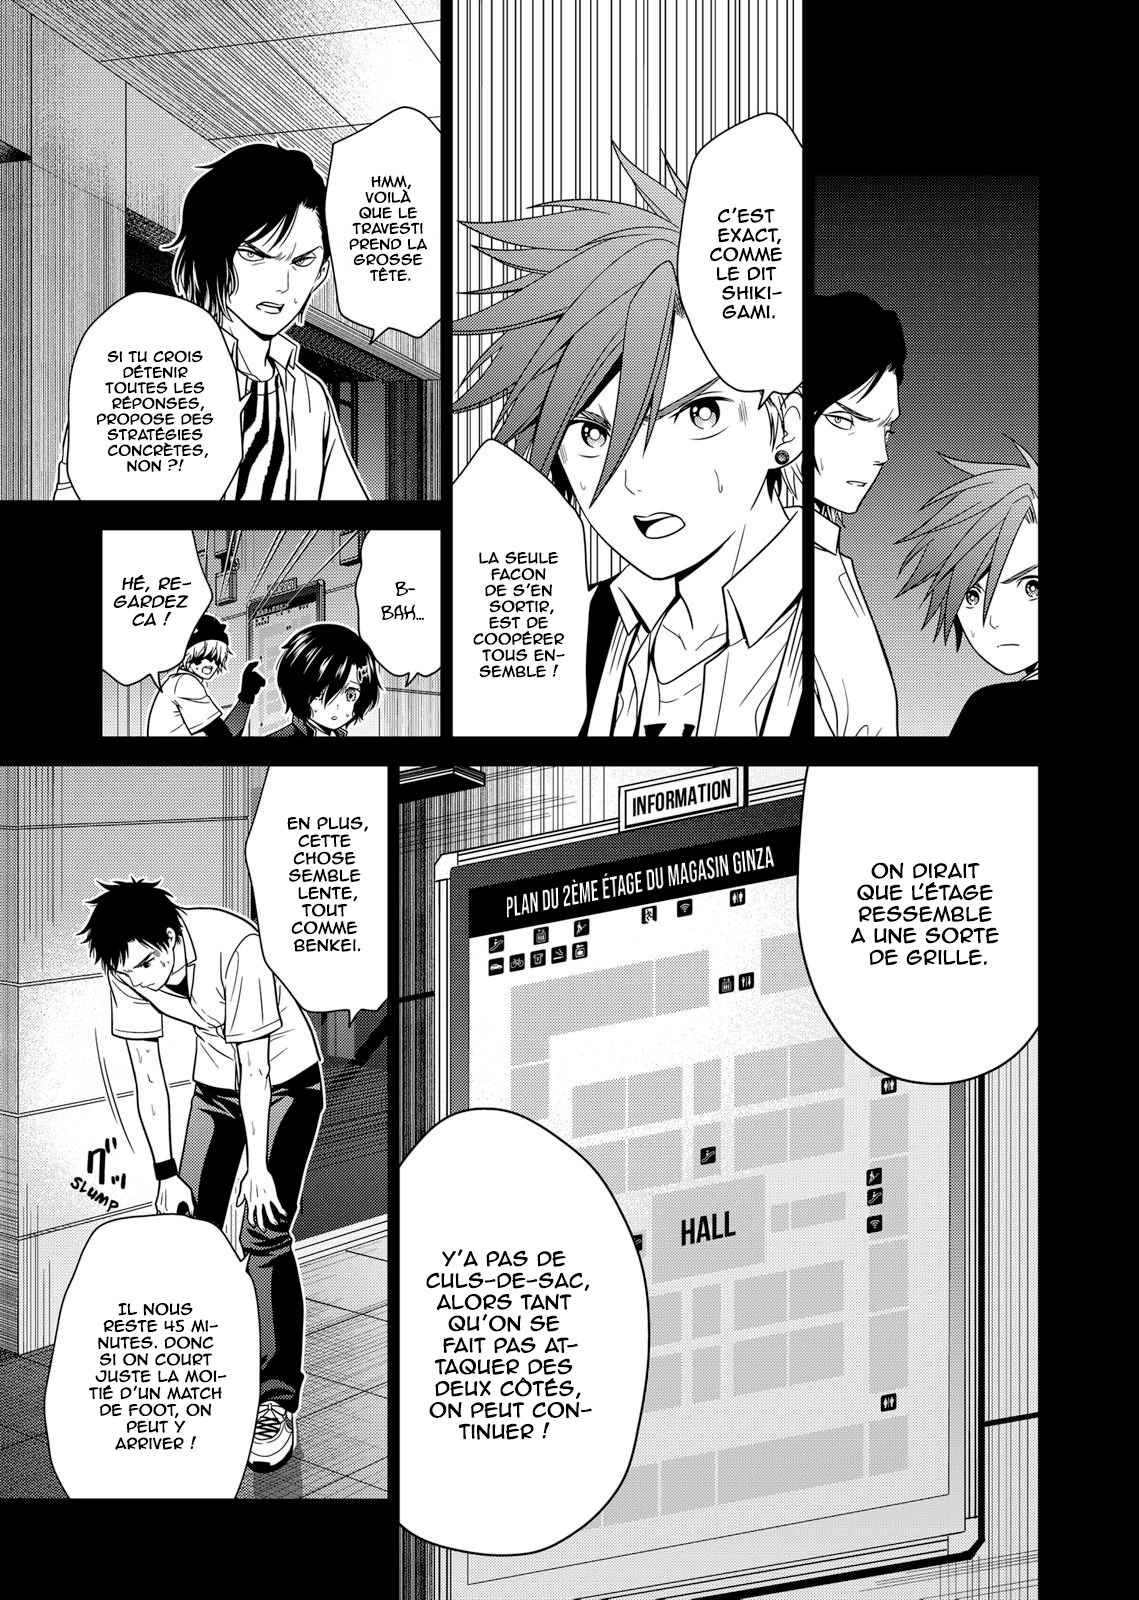 C'EST
EXACT,
COMME
LE DIT
SHIKI-
GAMI.
LA SEULE
FACON
DE S'EN
SORTIR,
EST DE
COOPÉRER
TOUS EN-
SEMBLE !
HMM,
VOILÀ
QUE LE
TRAVESTI
PREND LA
GROSSE
TÊTE.
SI TU CROIS
DÉTENIR
TOUTES LES
RÉPONSES,
PROPOSE DES
STRATÉGIES
CONCRÈTES,
NON ?!
B-
BAH...
HÉ, RE-
GARDEZ
CA !
ON DIRAIT
QUE L'ÉTAGE
RESSEMBLE
A UNE SORTE
DE GRILLE.
INFORMATION
PLAN DU 2ÈME ÉTAGE DU MAGASIN GINZA
HALL
Y'A PAS DE
CULS-DE-SAC,
ALORS TANT
QU'ON SE
FAIT PAS AT-
TAQUER DES
DEUX CÔTÉS,
ON PEUT CON-
TINUER !
EN PLUS,
CETTE
CHOSE
SEMBLE
LENTE,
TOUT
COMME
BENKEI.
グッ
SLUMP
IL NOUS
RESTE 45 MI-
NUTES. DONC
SI ON COURT
JUSTE LA MOI-
TIÉ D'UN MATCH
DE FOOT, ON
PEUT Y
ARRIVER !